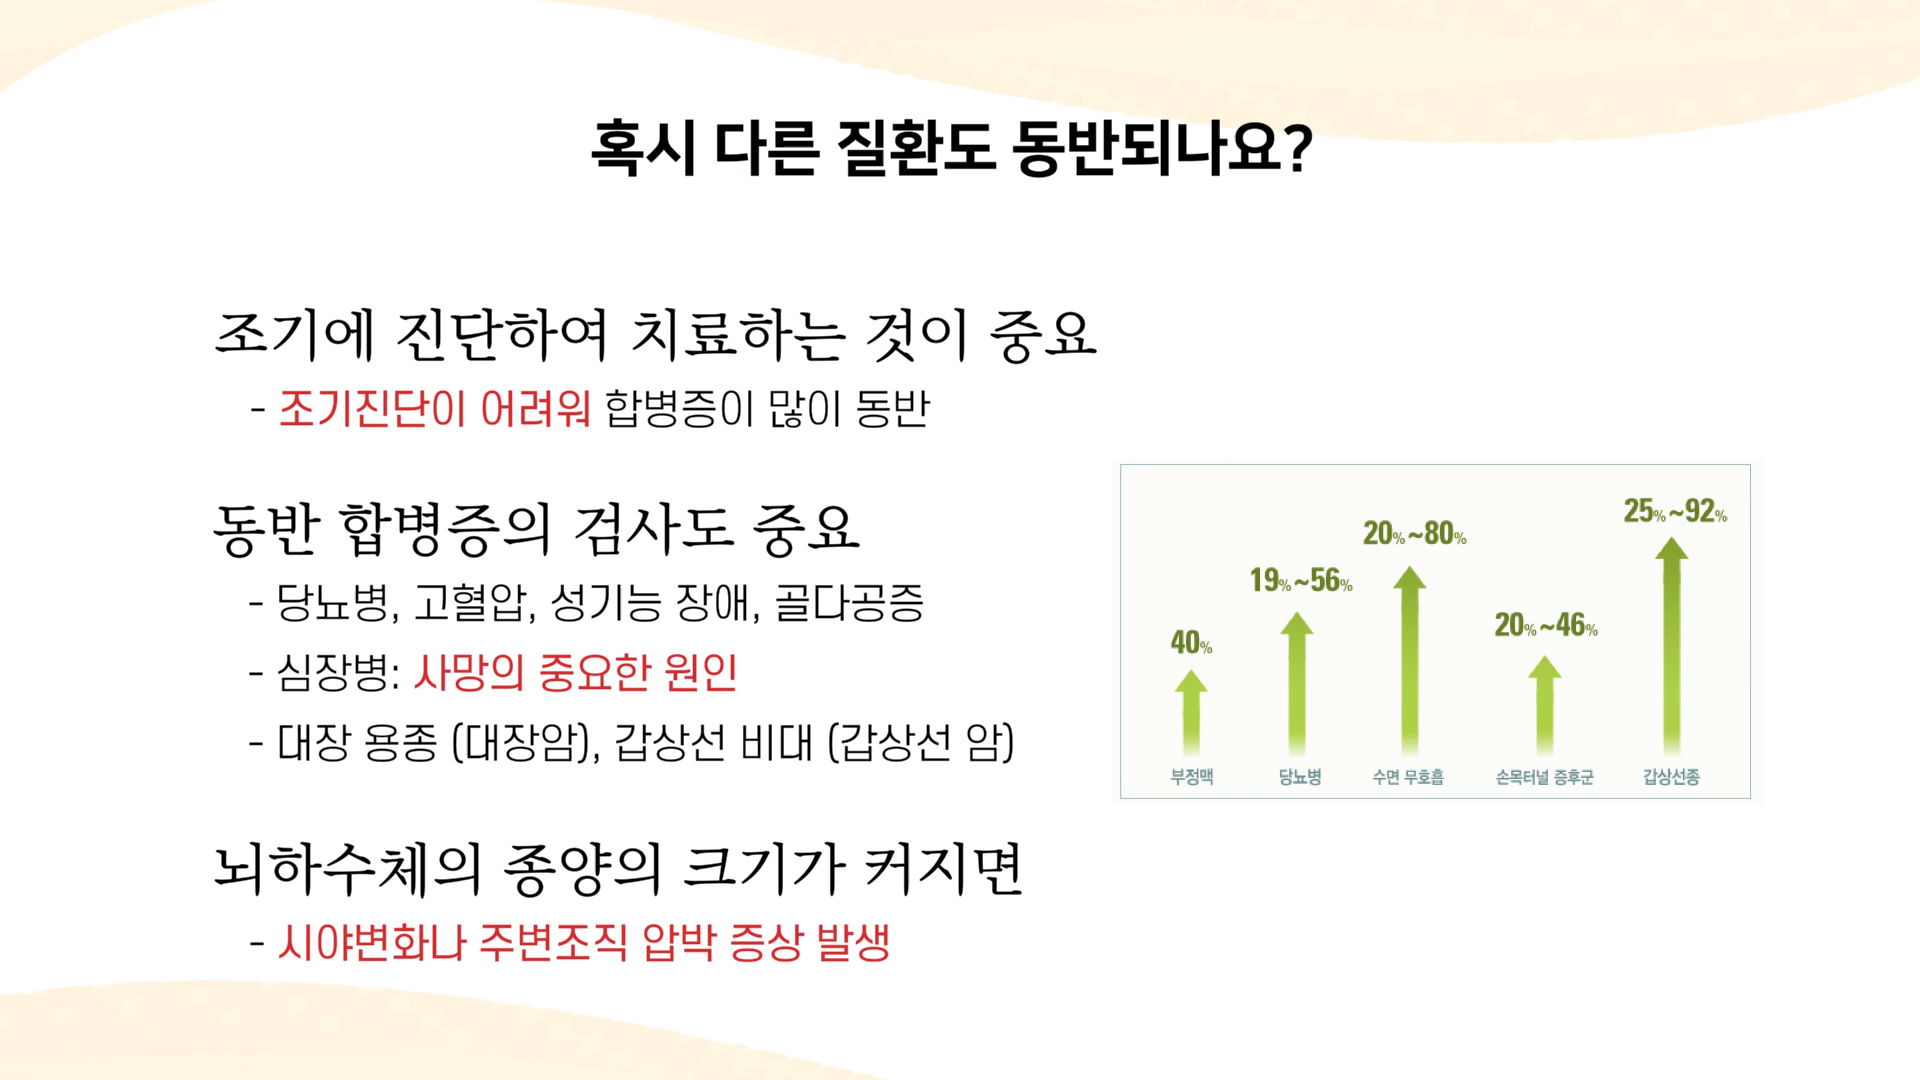 혹시 다른 질환도 동반되나요?
조기에 진단하여 치료하는 것이 중요
- 조기진단이 어려워 합병증이 많이 동반
동반 합병증의 검사도 중요
- 당뇨병, 고혈압, 성기능 장애, 골다공증
- 심장병: 사망의 중요한 원인
- 대장 용종 (대장암), 갑상선 비대 (갑상선 암)
뇌하수체의 종양의 크기가 커지면
- 시야변화나 주변조직 압박 증상 발생
40%
19%~56%
20%~80%
20%~46%
25%~92%
부정맥
당뇨병
수면 무호흡
손목터널 증후군
갑상선종